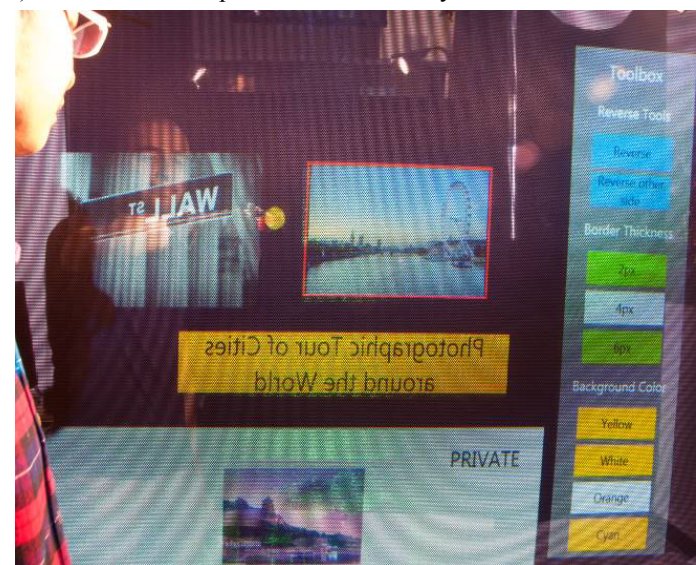 Toolbox
Reverse Tools
Reverse
Reverse other
side
Border Thickness
2px
4px
6px
Background Color
Yellow
White
Orange
Cyan
WALL ST
Photographic Tour of Cities
around the World
PRIVATE